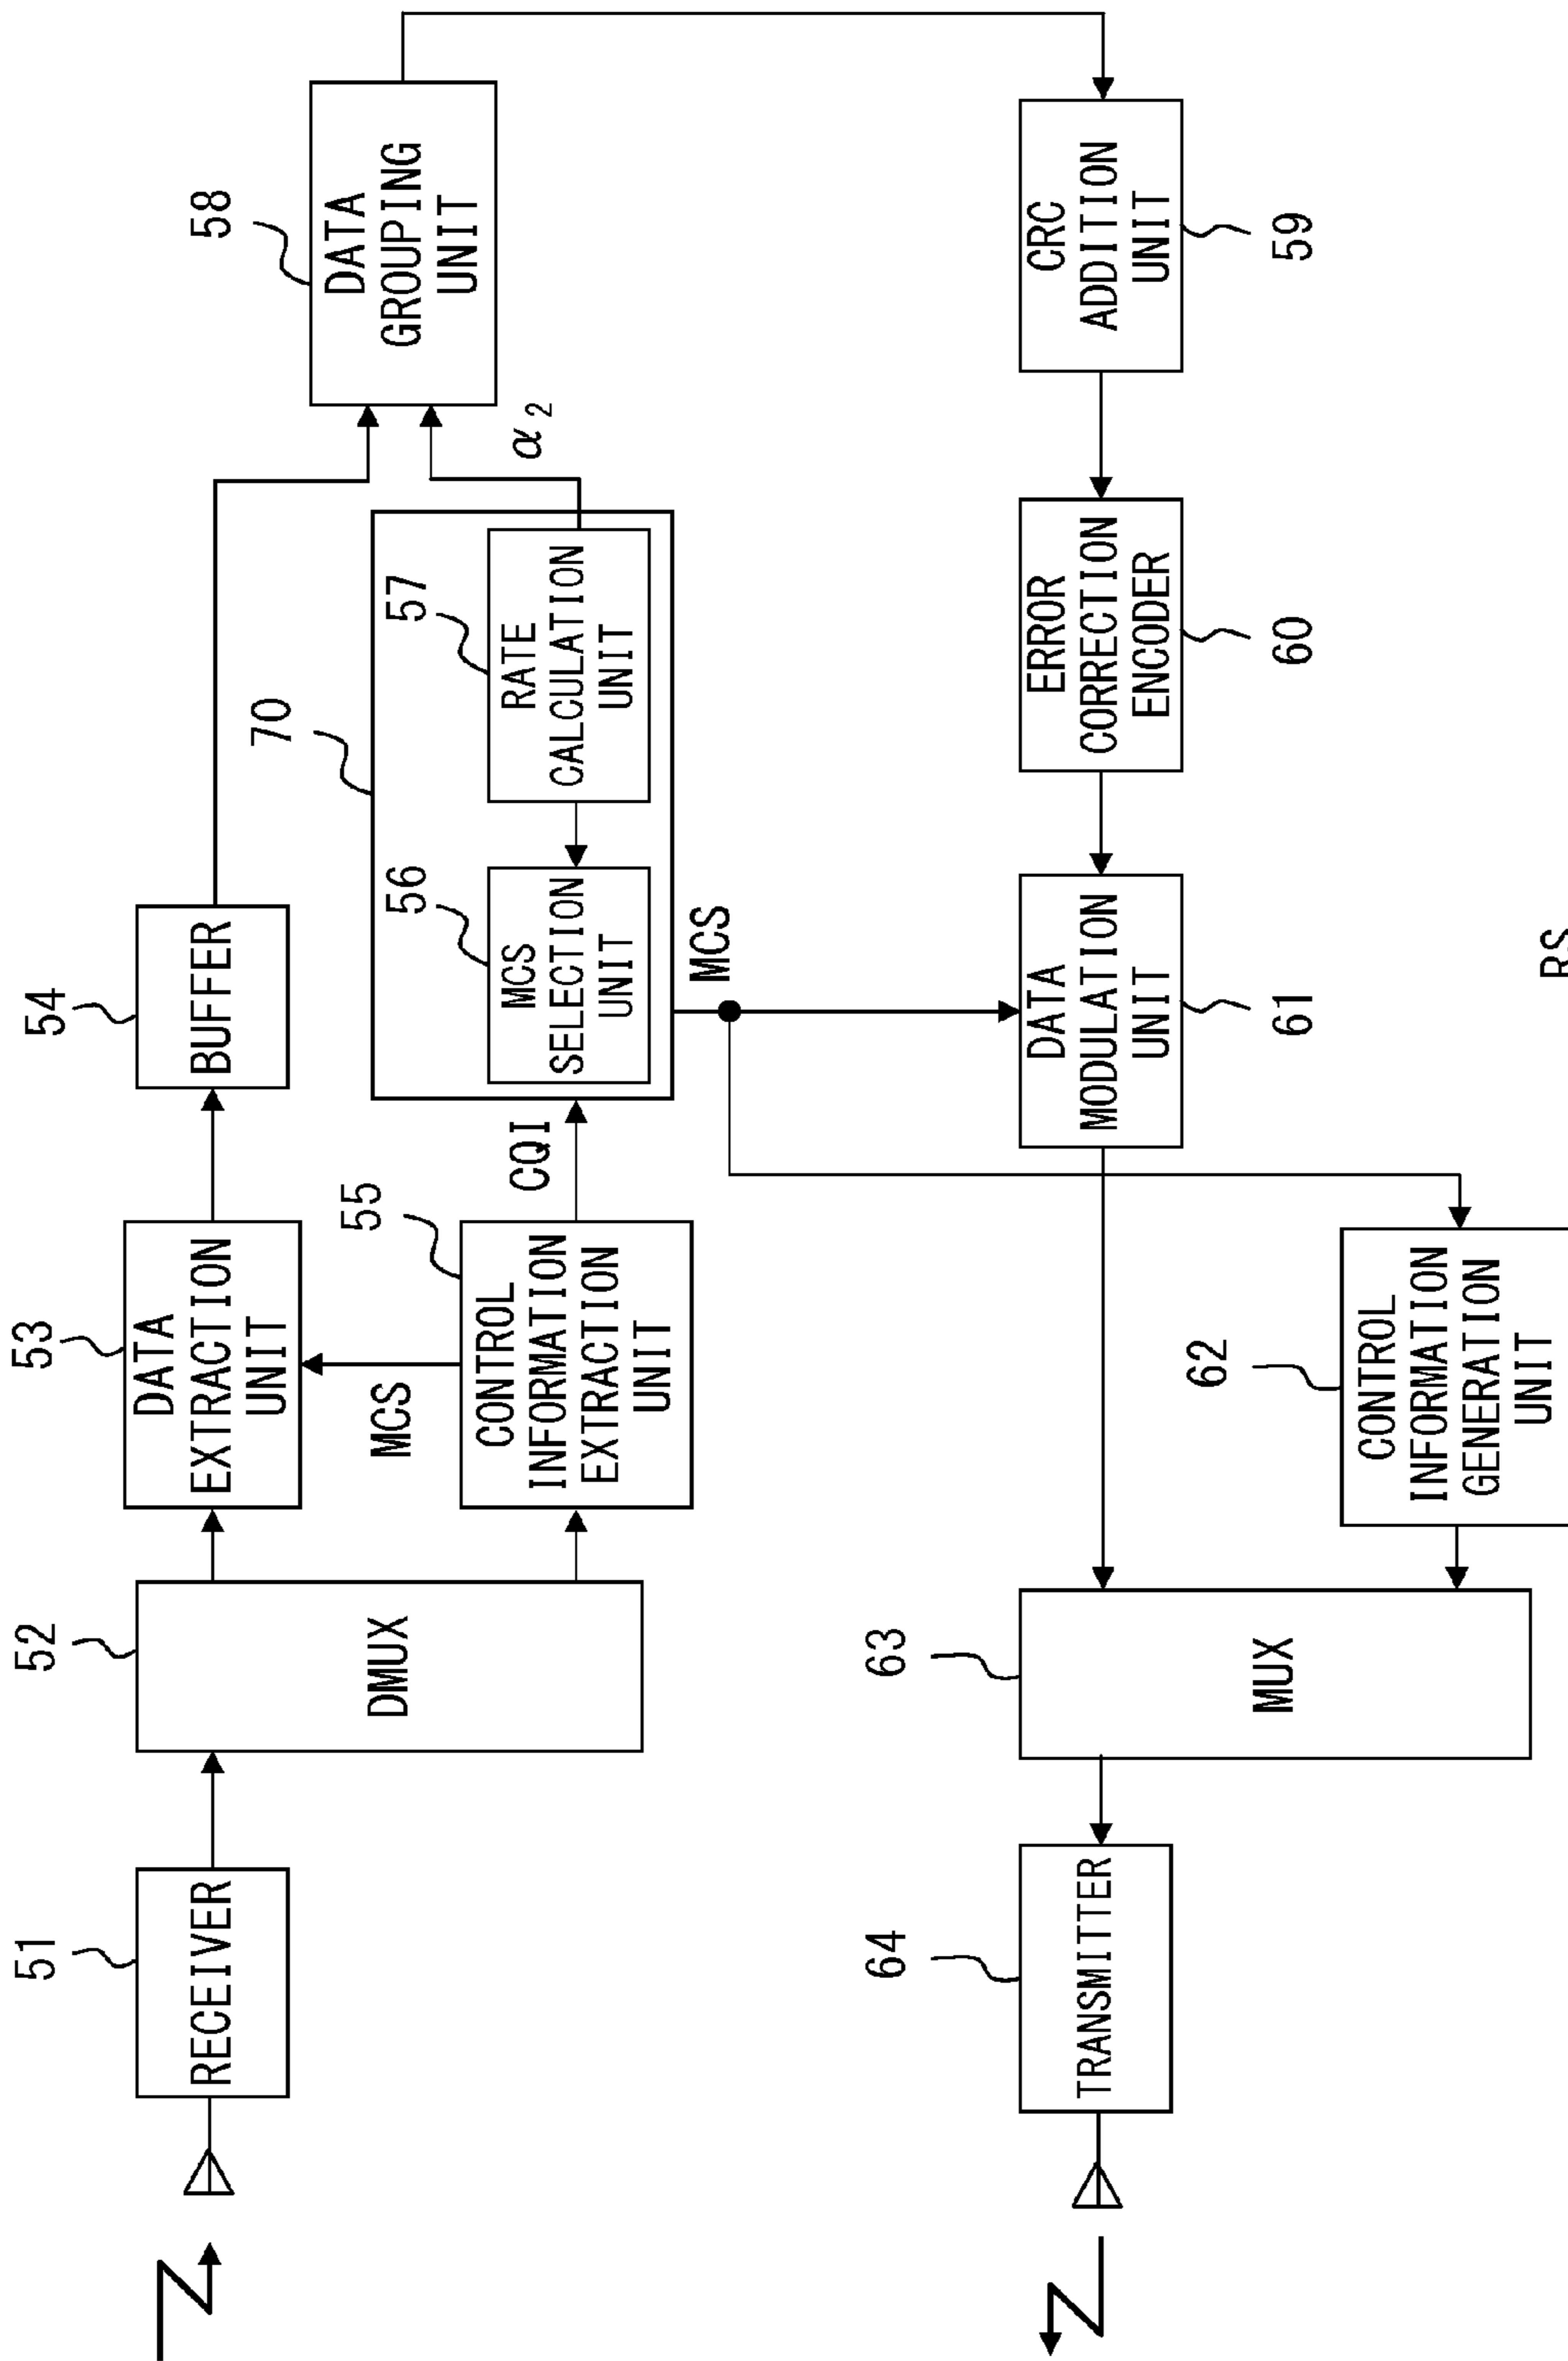 51
RECEIVER
52
DMUX
53
DATA
EXTRACTION
UNIT
MCS
55
CONTROL
INFORMATION
EXTRACTION
UNIT
CQI
54
BUFFER
70
56
MCS
SELECTION
UNIT
57
RATE
CALCULATION
UNIT
α2
58
DATA
GROUPING
UNIT
MCS
64
TRANSMITTER
63
MUX
62
CONTROL
INFORMATION
GENERATION
UNIT
DATA
MODULATION
UNIT
61
ERROR
CORRECTION
ENCODER
60
CRC
ADDITION
UNIT
59
RS